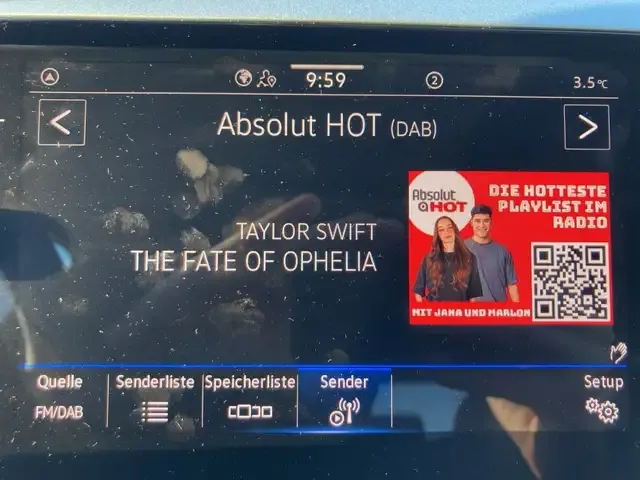 9:59
2
3.5°C
<
Absolut HOT (DAB)
>
TAYLOR SWIFT
THE FATE OF OPHELIA
Absolut
HOT
DIE HOTTESTE
PLAYLIST IM
RADIO
MIT JANA UND MARLON
Quelle
FM/DAB
Senderliste
Speicherliste
Sender
Setup